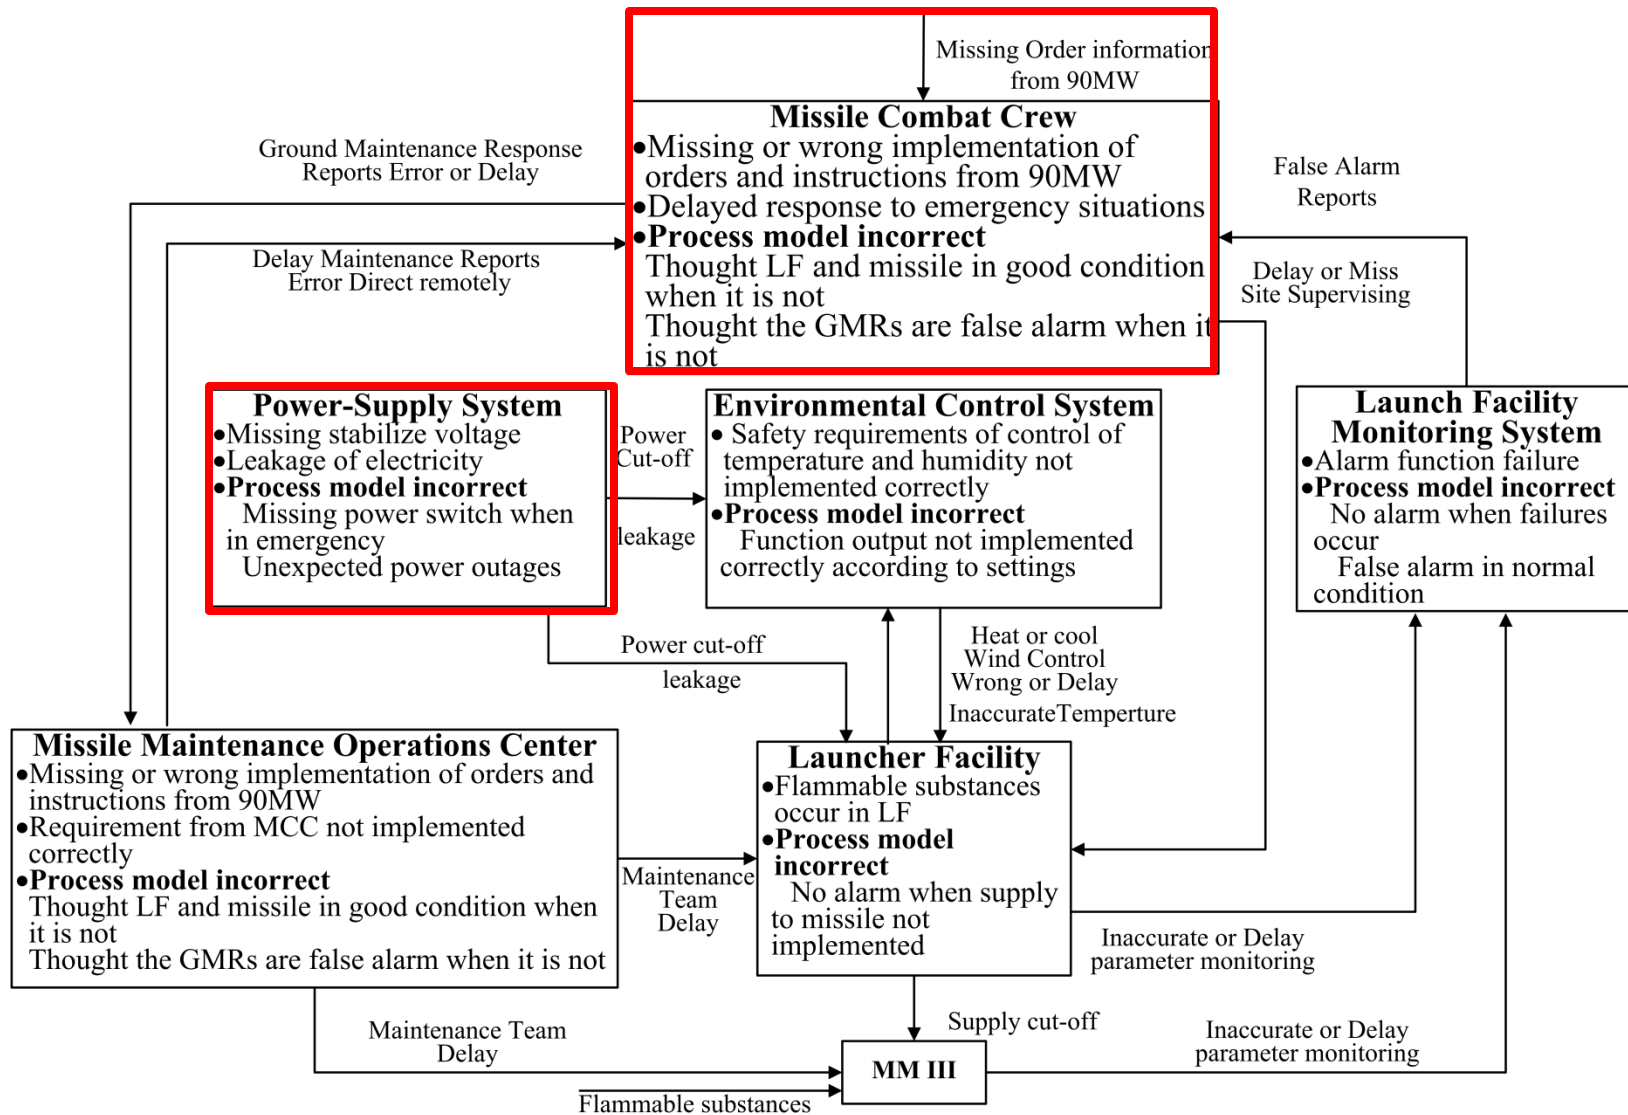 Missing Order information
from 90MW
Missile Combat Crew
•Missing or wrong implementation of
orders and instructions from 90MW
•Delayed response to emergency situations
•Process model incorrect
Thought LF and missile in good condition
when it is not
Thought the GMRs are false alarm when it
is not
Ground Maintenance Response
Reports Error or Delay
Delay Maintenance Reports
Error Direct remotely
False Alarm
Reports
Delay or Miss
Site Supervising
Power-Supply System
•Missing stabilize voltage
•Leakage of electricity
•Process model incorrect
Missing power switch when
in emergency
Unexpected power outages
Power
Cut-off
leakage
Environmental Control System
• Safety requirements of control of
temperature and humidity not
implemented correctly
•Process model incorrect
Function output not implemented
correctly according to settings
Launch Facility
Monitoring System
•Alarm function failure
•Process model incorrect
No alarm when failures
occur
False alarm in normal
condition
Power cut-off
leakage
Heat or cool
Wind Control
Wrong or Delay
InaccurateTemperture
Missile Maintenance Operations Center
•Missing or wrong implementation of orders and
instructions from 90MW
•Requirement from MCC not implemented
correctly
•Process model incorrect
Thought LF and missile in good condition when
it is not
Thought the GMRs are false alarm when it is not
Maintenance
Team
Delay
Launcher Facility
•Flammable substances
occur in LF
•Process model
incorrect
No alarm when supply
to missile not
implemented
Inaccurate or Delay
parameter monitoring
Maintenance Team
Delay
Supply cut-off
Inaccurate or Delay
parameter monitoring
MM III
Flammable substances